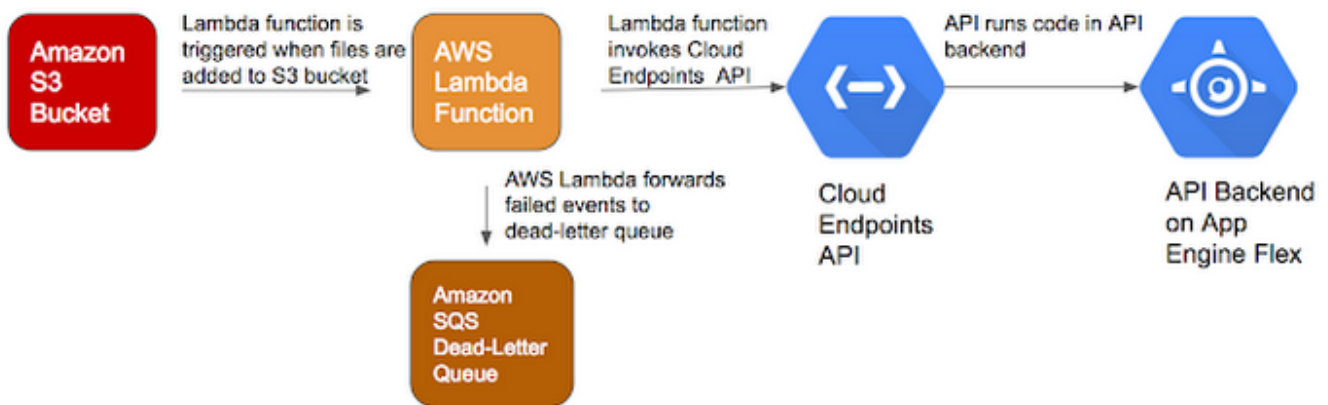 Amazon
S3
Bucket
Lambda function is
triggered when files are
added to S3 bucket
AWS
Lambda
Function
Lambda function
invokes Cloud
Endpoints API
API runs code in API
backend
AWS Lambda forwards
failed events to
dead-letter queue
Cloud
Endpoints
API
API Backend
on App
Engine Flex
Amazon
SQS
Dead-Letter
Queue